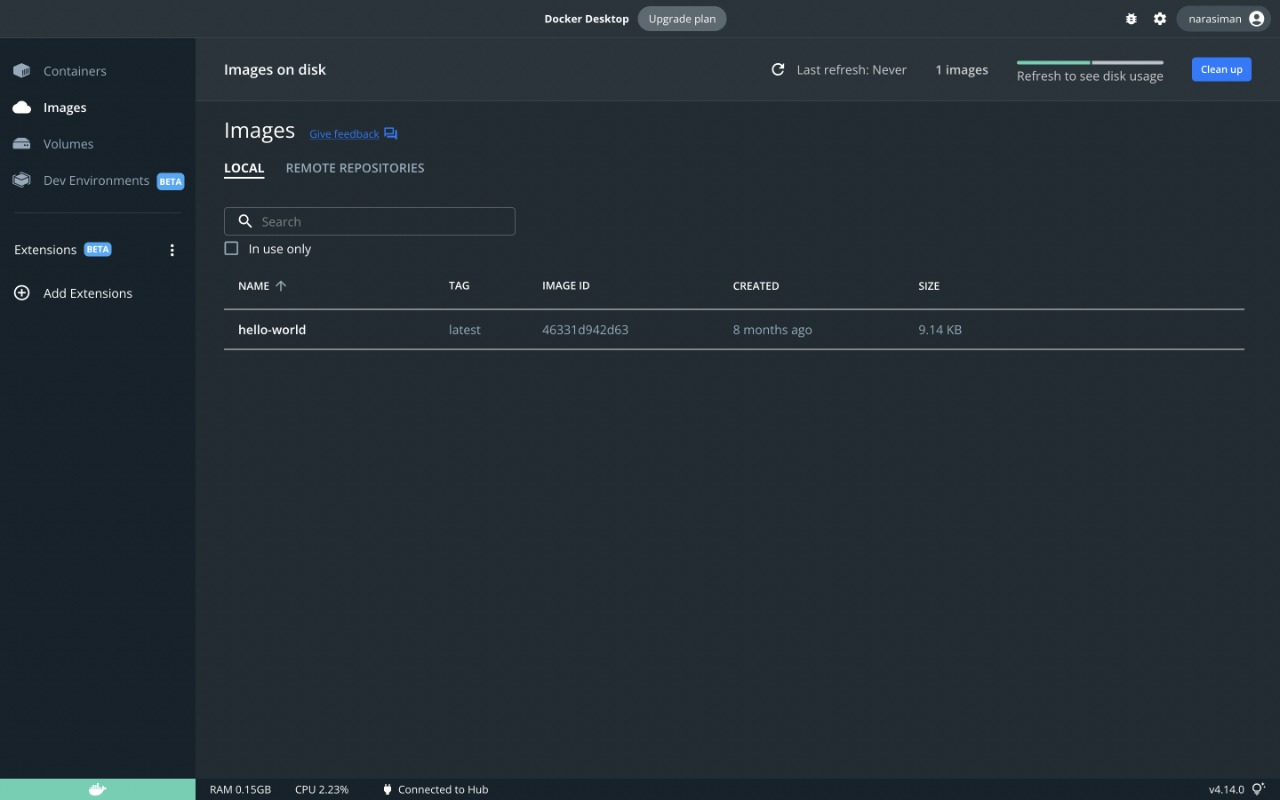 Docker Desktop Upgrade plan narasiman
Containers
Images
Volumes
Dev Environments BETA
Extensions BETA
Add Extensions
Images on disk Last refresh: Never 1 images Refresh to see disk usage Clean up
Images Give feedback
LOCAL REMOTE REPOSITORIES
Search
In use only
NAME TAG IMAGE ID CREATED SIZE
hello-world latest 46331d942d63 8 months ago 9.14 KB
RAM 0.15GB CPU 2.23% Connected to Hub v4.14.0